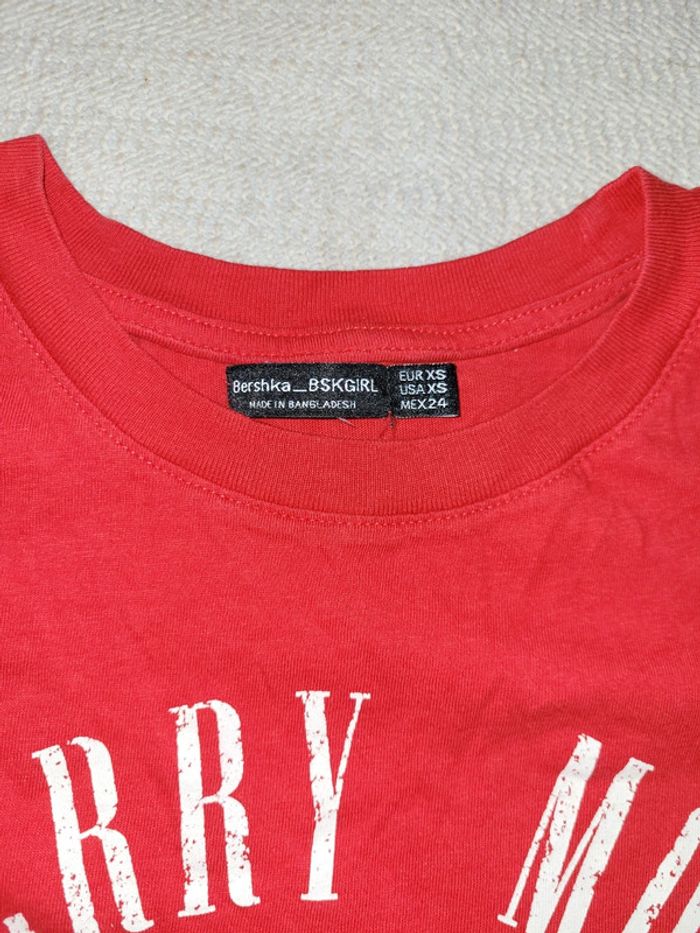 Bershka_BSKGIRL
MADE IN BANGLADESH
EUR XS
USA XS
MEX 24
RRY M